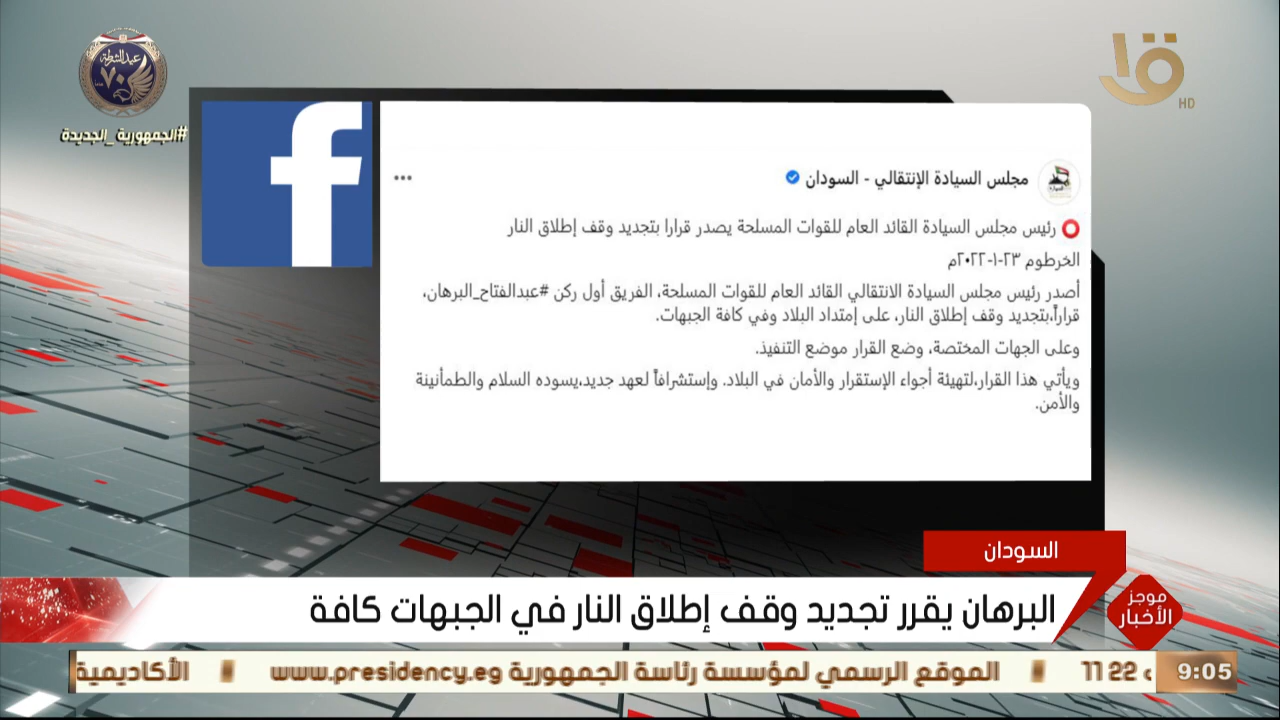 عيد الشرطة
٧٠
#الجمهورية_الجديدة
HD
مجلس السيادة الإنتقالي - السودان
رئيس مجلس السيادة القائد العام للقوات المسلحة يصدر قرارا بتجديد وقف إطلاق النار
الخرطوم ٢٣-١-٢٠٢٢م
أصدر رئيس مجلس السيادة الانتقالي القائد العام للقوات المسلحة، الفريق أول ركن #عبدالفتاح_البرهان،
قراراً،بتجديد وقف إطلاق النار، على إمتداد البلاد وفي كافة الجبهات.
وعلى الجهات المختصة، وضع القرار موضع التنفيذ.
ويأتي هذا القرار،لتهيئة أجواء الإستقرار والأمان في البلاد. وإستشرافاً لعهد جديد،يسوده السلام والطمأنينة
والأمن.
السودان
موجز
الأخبار
البرهان يقرر تجديد وقف إطلاق النار في الجبهات كافة
9:05 11 22 الموقع الرسمي لمؤسسة رئاسة الجمهورية www.presidency.eg الأكاديمية